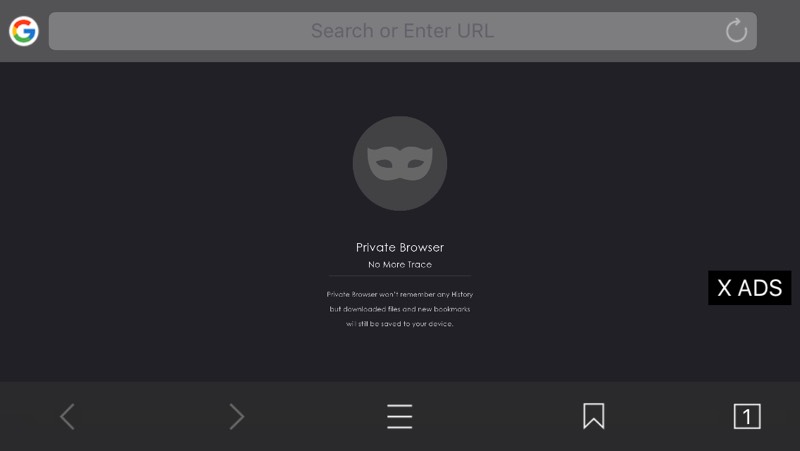 Search or Enter URL
Private Browser
No More Trace
Private Browser won't remember any History
but downloaded files and new bookmarks
will still be saved to your device.
X ADS
1